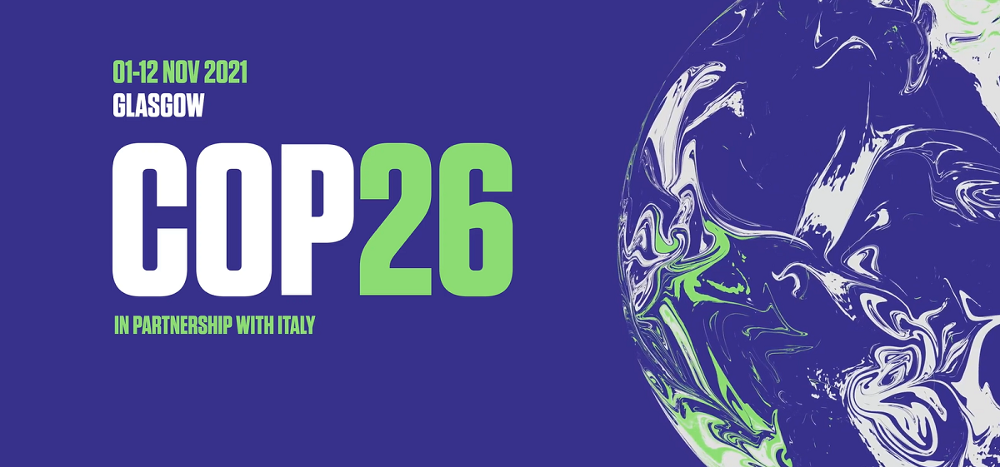 01-12 NOV 2021
GLASGOW
COP26
IN PARTNERSHIP WITH ITALY